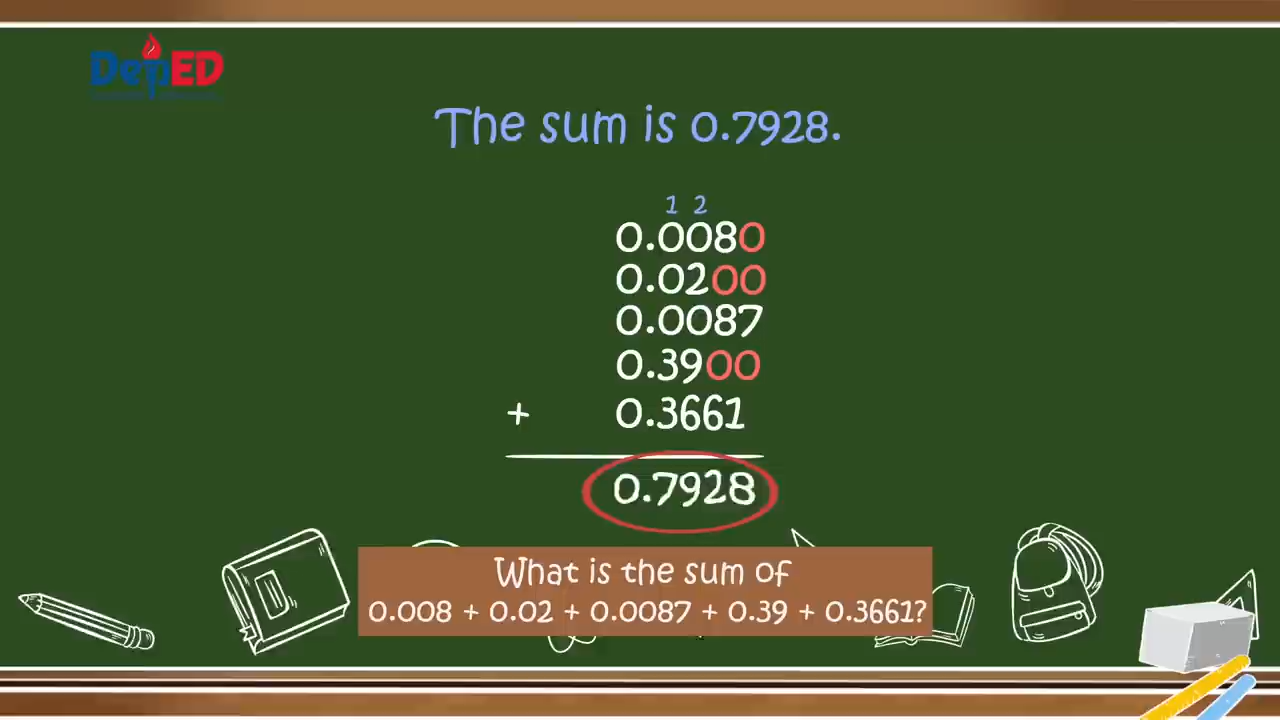 DepED
The sum is 0.7928.
1 2
0.0080
0.0200
0.0087
0.3900
+ 0.3661
0.7928
What is the sum of
0.008 + 0.02 + 0.0087 + 0.39 + 0.3661?